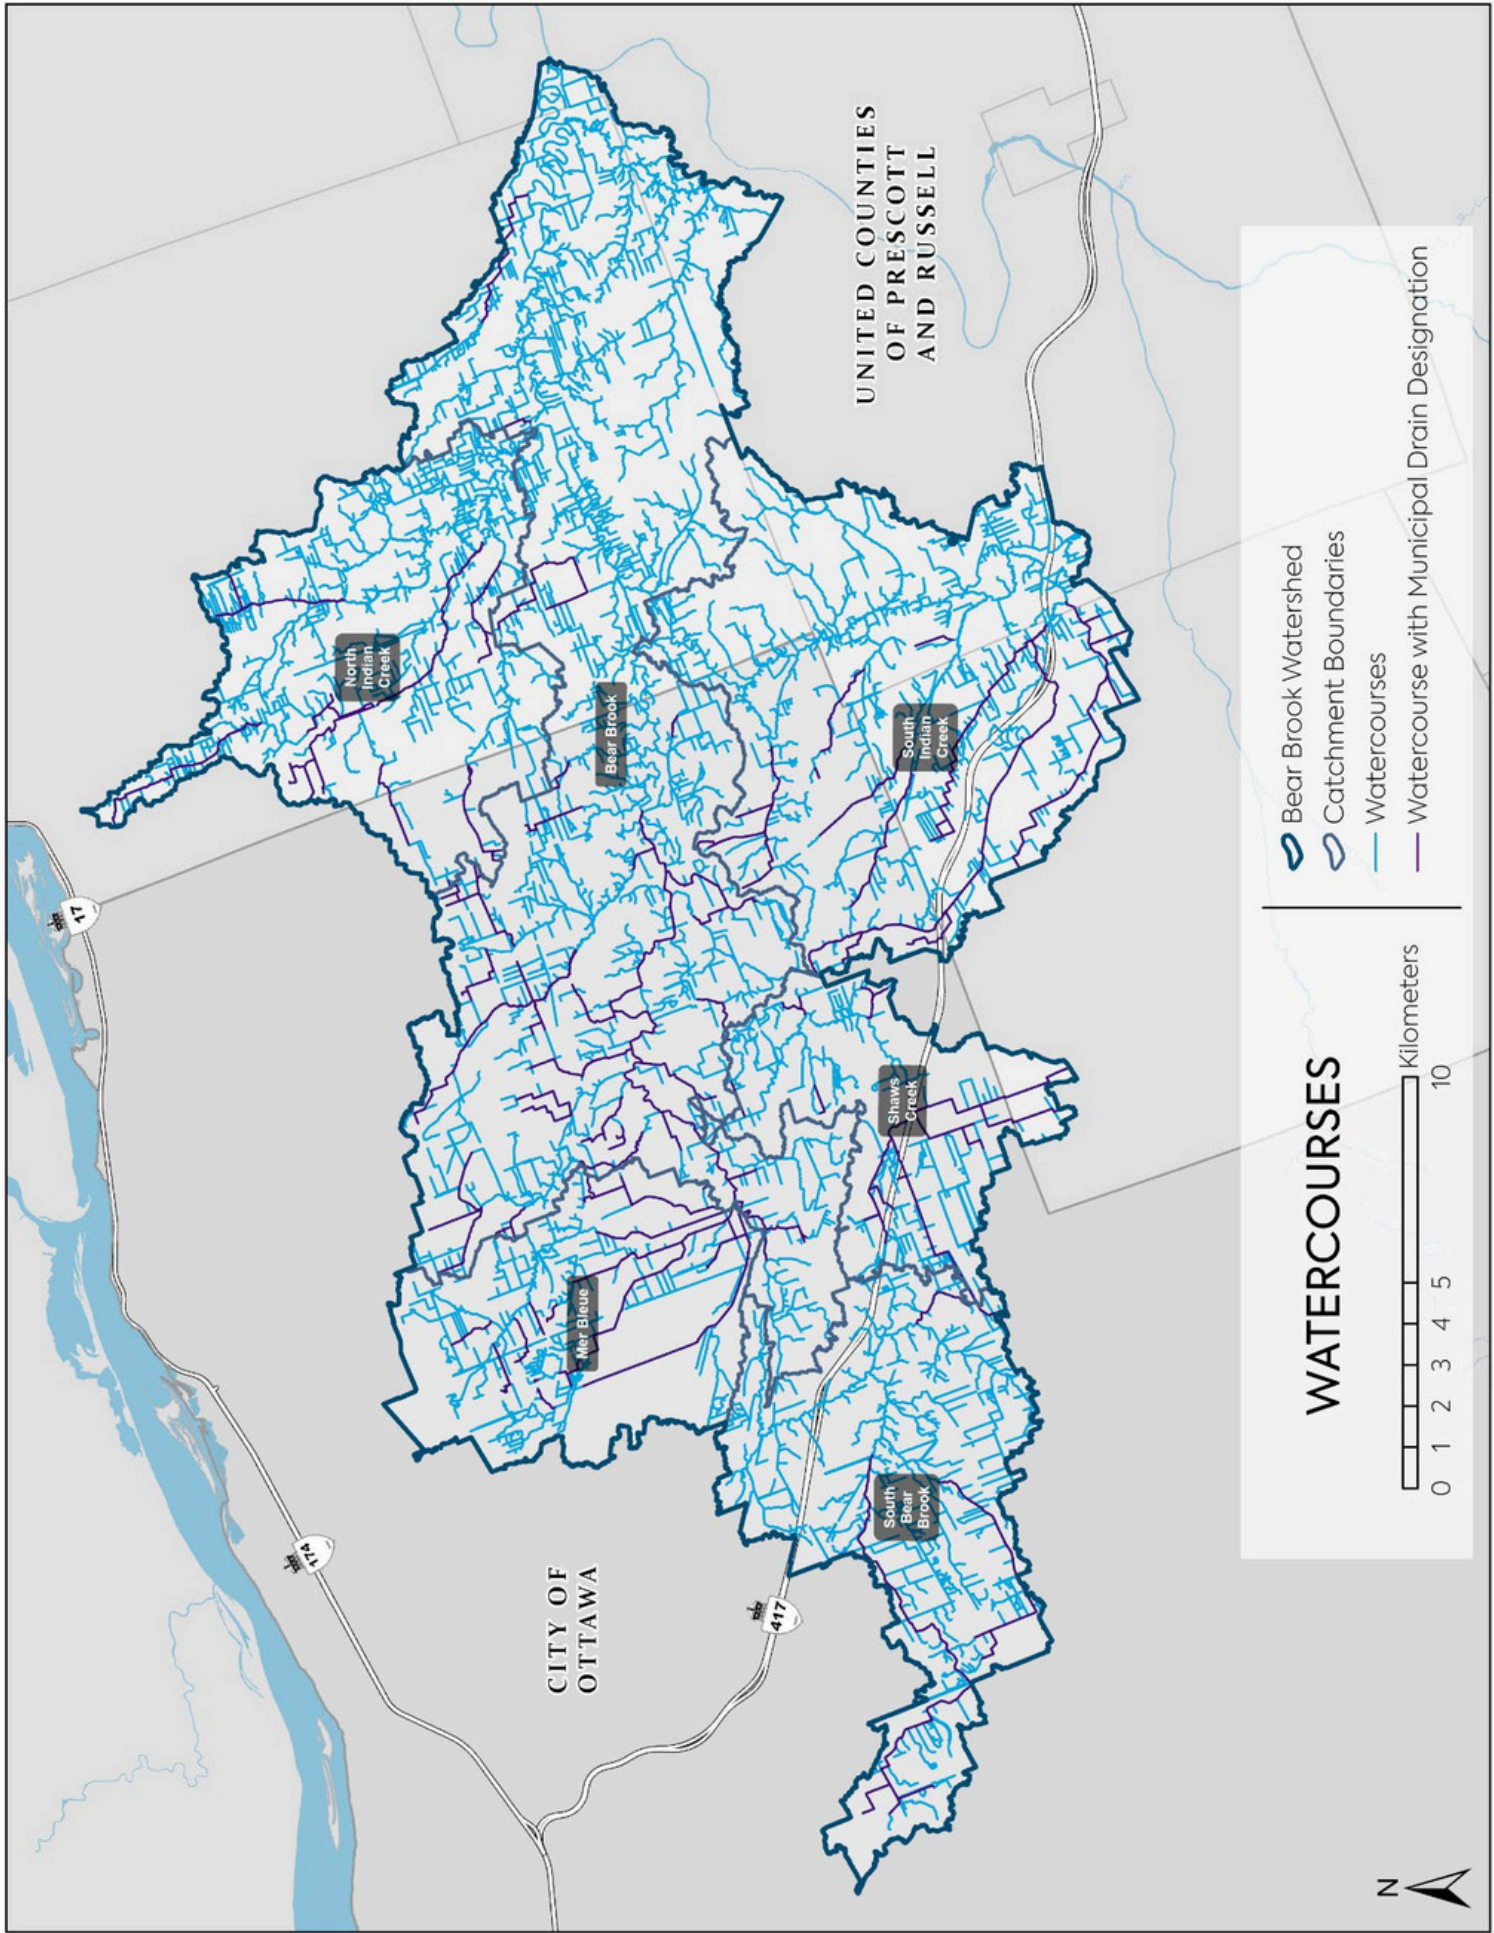 17
174
417
CITY OF
OTTAWA
UNITED COUNTIES
OF PRESCOTT
AND RUSSELL
North
Indian
Creek
Bear Brook
Mer Bleue
South
Indian
Creek
Shaws
Creek
South
Bear
Brook
N
WATERCOURSES
0 1 2 3 4 5 10
Kilometers
Bear Brook Watershed
Catchment Boundaries
Watercourses
Watercourse with Municipal Drain Designation